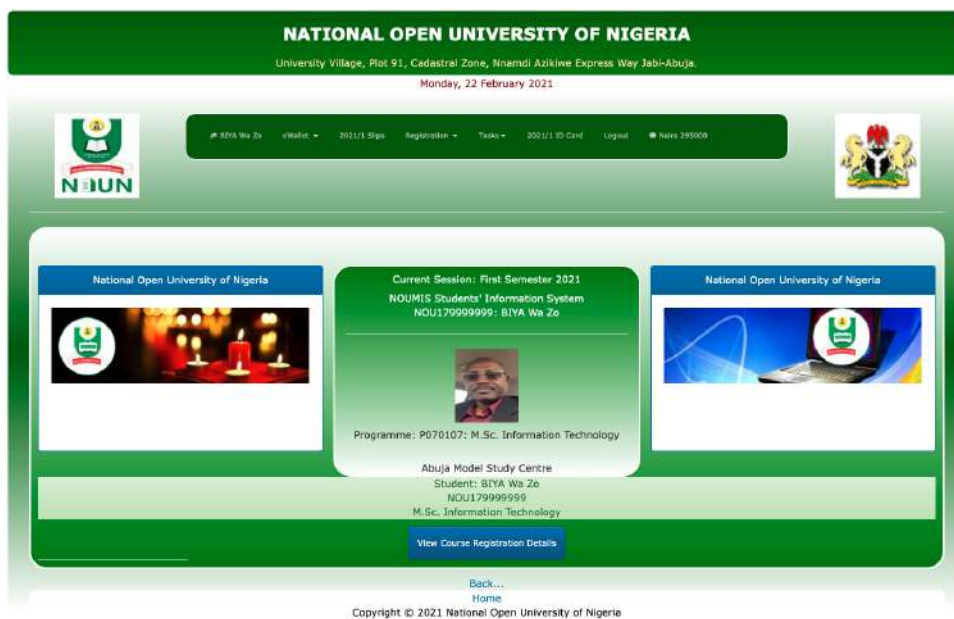 NATIONAL OPEN UNIVERSITY OF NIGERIA
University Village, Plot 91, Cadastral Zone, Nnamdi Azikiwe Express Way Jabi-Abuja.
Monday, 22 February 2021
BIYA Wa Zo eWallet 2021/1 Slips Registration Tasks 2021/1 ID Card Logout Naira 295000
NOUN
National Open University of Nigeria
Current Session: First Semester 2021
NOUMIS Students' Information System
NOU179999999: BIYA Wa Zo
Programme: P070107: M.Sc. Information Technology
Abuja Model Study Centre
National Open University of Nigeria
Student: BIYA Wa Zo
NOU179999999
M.Sc. Information Technology
View Course Registration Details
Back...
Home
Copyright © 2021 National Open University of Nigeria